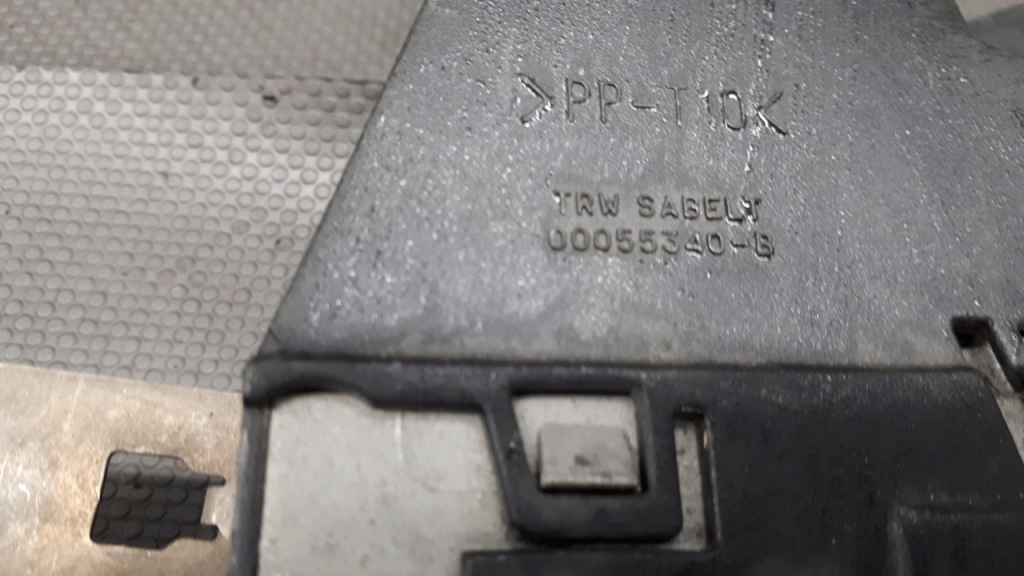 >PP-T10<
TRW SABELT
00055340-B